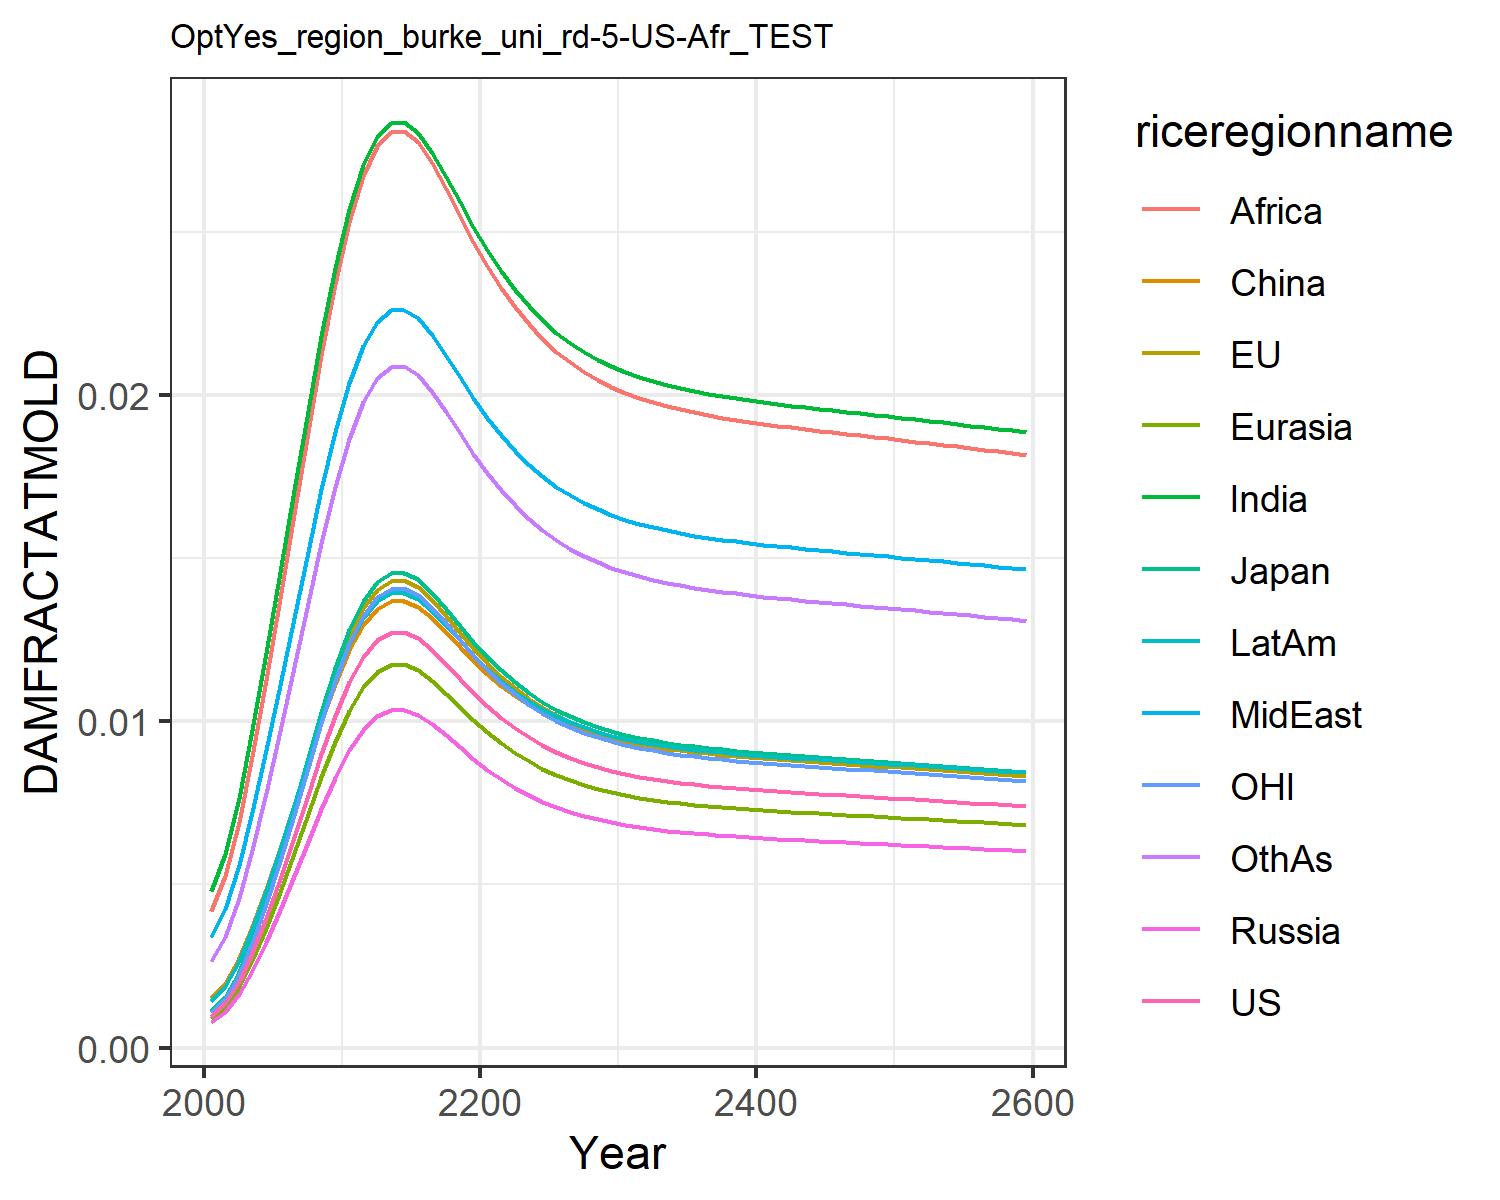 OptYes_region_burke_uni_rd-5-US-Afr_TEST
DAMFRACTATMOLD
0.02
0.01
0.00
2000 2200 2400 2600
Year
riceregionname
Africa
China
EU
Eurasia
India
Japan
LatAm
MidEast
OHI
OthAs
Russia
US